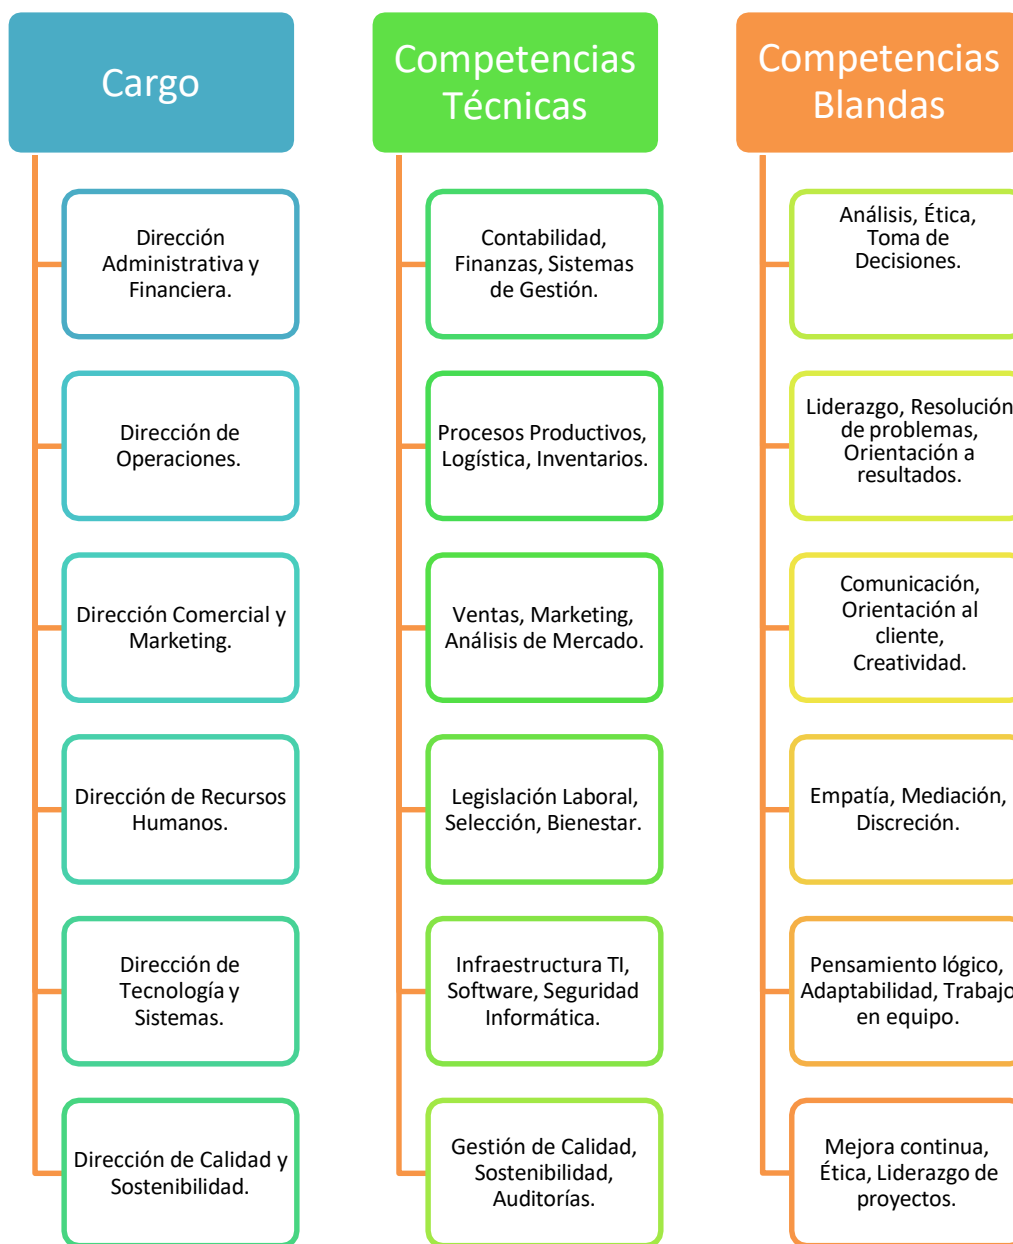 Cargo
Dirección
Administrativa y
Financiera.
Dirección de
Operaciones.
Dirección Comercial y
Marketing.
Dirección de Recursos
Humanos.
Dirección de
Tecnología y
Sistemas.
Dirección de Calidad y
Sostenibilidad.
Competencias
Técnicas
Contabilidad,
Finanzas, Sistemas
de Gestión.
Procesos Productivos,
Logística, Inventarios.
Ventas, Marketing,
Análisis de Mercado.
Legislación Laboral,
Selección, Bienestar.
Infraestructura TI,
Software, Seguridad
Informática.
Gestión de Calidad,
Sostenibilidad,
Auditorías.
Competencias
Blandas
Análisis, Ética,
Toma de
Decisiones.
Liderazgo, Resolución
de problemas,
Orientación a
resultados.
Comunicación,
Orientación al
cliente,
Creatividad.
Empatía, Mediación,
Discreción.
Pensamiento lógico,
Adaptabilidad, Trabajo
en equipo.
Mejora continua,
Ética, Liderazgo de
proyectos.